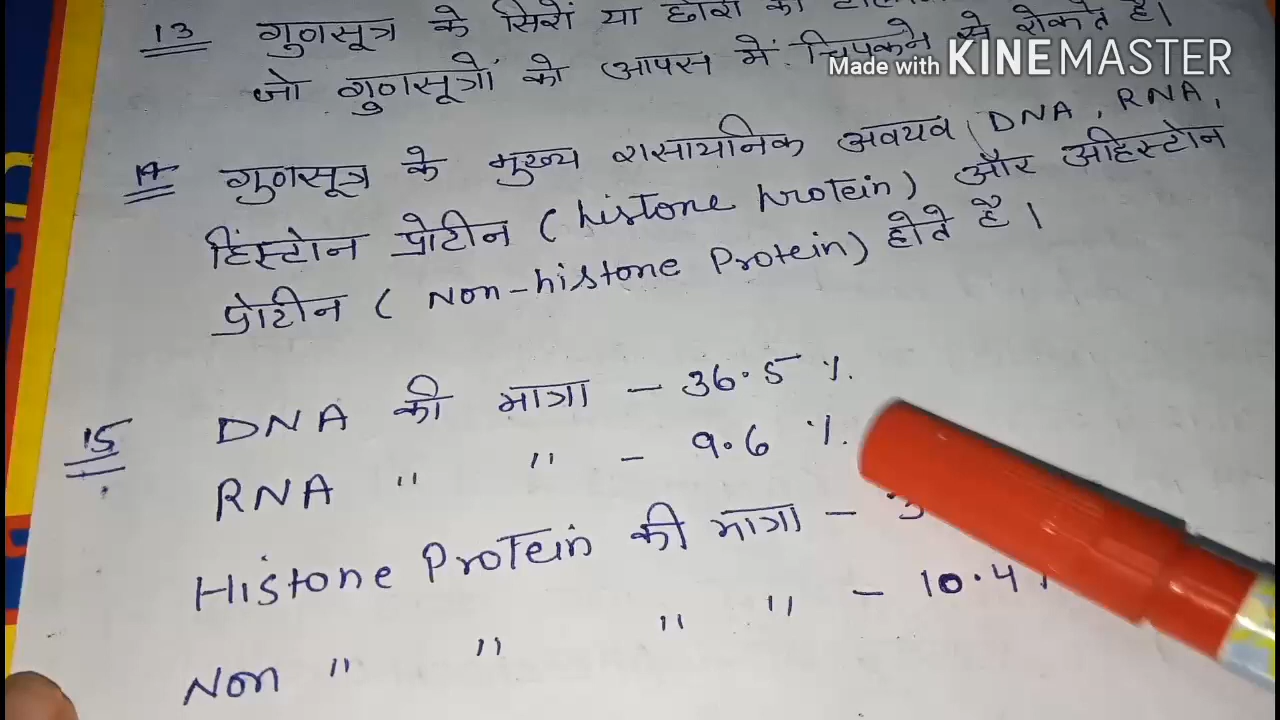 13 गुणसूत्र के सिरों या छोरों को
जो गुणसूत्रों को आपस में चिपकने से रोकते हैं।
Made with KINEMASTER
14 गुणसूत्र के मुख्य रासायनिक अवयव DNA, RNA,
हिंस्टोन प्रोटीन (histone protein) और अहिस्टोन
प्रोटीन ( Non-histone Protein) होते है।
15 DNA की मात्रा - 36.5 %.
RNA " " - 9.6 %.
Histone Protein की मात्रा - 3
Non " " " " - 10.4 %